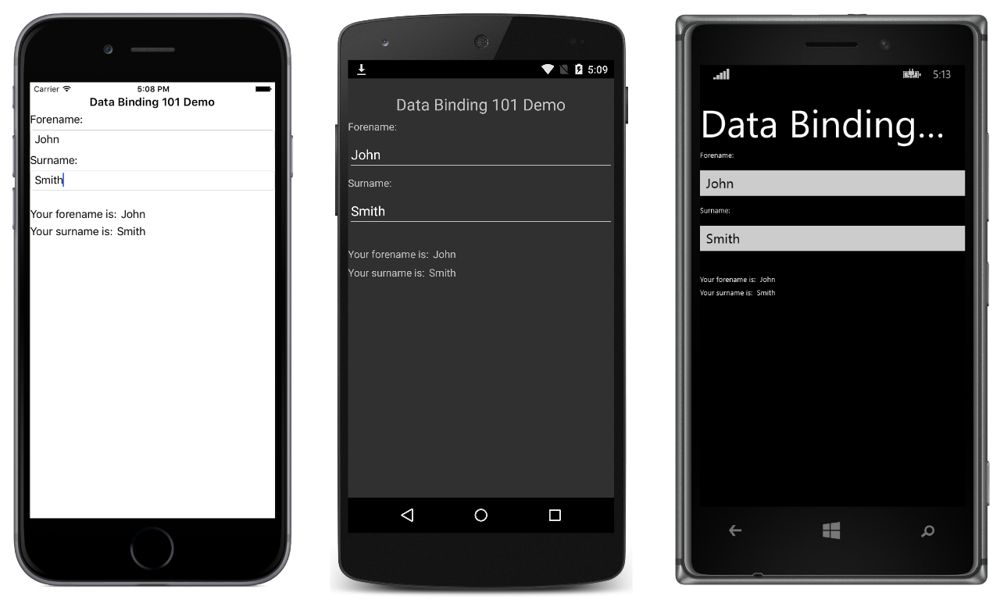 Carrier 5:08 PM
Data Binding 101 Demo
Forename:
John
Surname:
Smith
Your forename is: John
Your surname is: Smith
5:09
Data Binding 101 Demo
Forename:
John
Surname:
Smith
Your forename is: John
Your surname is: Smith
5:13
Data Binding...
Forename:
John
Surname:
Smith
Your forename is: John
Your surname is: Smith